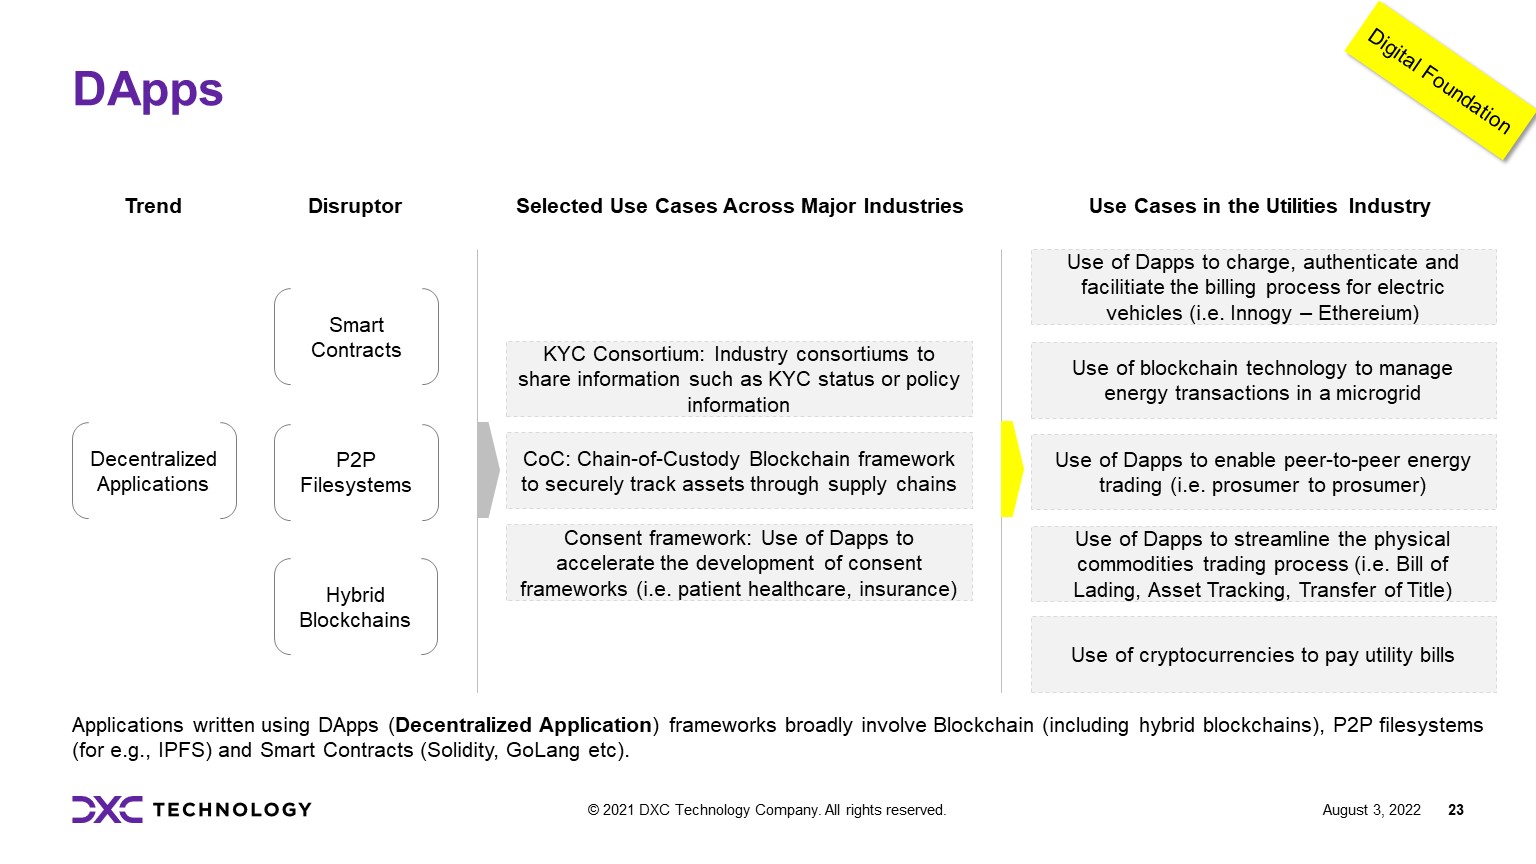 DApps
Digital Foundation
Trend
Disruptor
Selected Use Cases Across Major Industries
Use Cases in the Utilities Industry
Decentralized
Applications
Smart
Contracts
P2P
Filesystems
Hybrid
Blockchains
KYC Consortium: Industry consortiums to
share information such as KYC status or policy
information
CoC: Chain-of-Custody Blockchain framework
to securely track assets through supply chains
Consent framework: Use of Dapps to
accelerate the development of consent
frameworks (i.e. patient healthcare, insurance)
Use of Dapps to charge, authenticate and
facilitiate the billing process for electric
vehicles (i.e. Innogy – Ethereium)
Use of blockchain technology to manage
energy transactions in a microgrid
Use of Dapps to enable peer-to-peer energy
trading (i.e. prosumer to prosumer)
Use of Dapps to streamline the physical
commodities trading process (i.e. Bill of
Lading, Asset Tracking, Transfer of Title)
Use of cryptocurrencies to pay utility bills
Applications written using DApps (Decentralized Application) frameworks broadly involve Blockchain (including hybrid blockchains), P2P filesystems
(for e.g., IPFS) and Smart Contracts (Solidity, GoLang etc).
DXC TECHNOLOGY
© 2021 DXC Technology Company. All rights reserved.
August 3, 2022
23